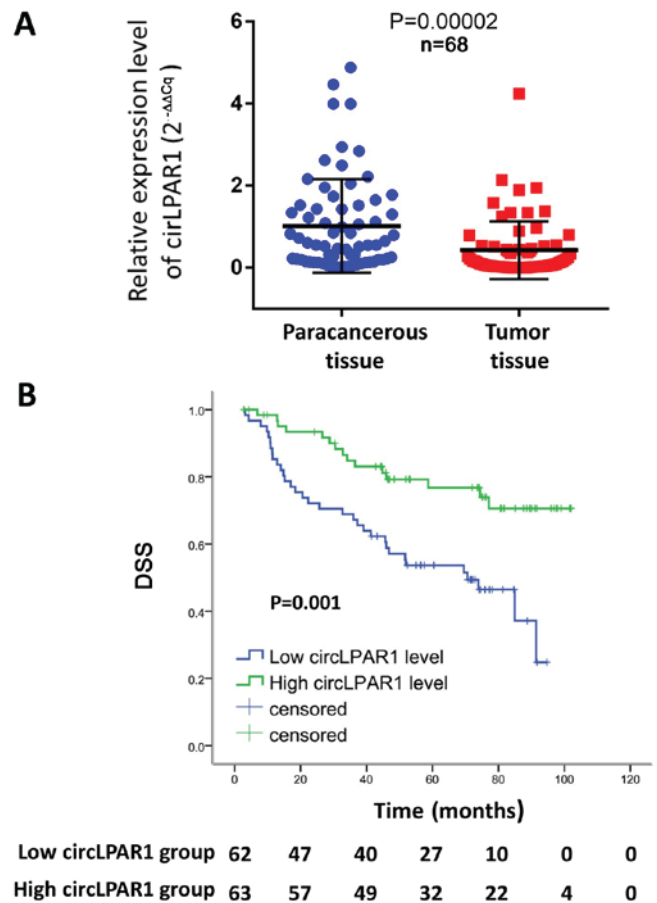 A
P=0.00002
n=68
Relative expression level
of cirLPAR1 (2-ΔΔCq)
6
4
2
0
Paracancerous
tissue
Tumor
tissue
B
DSS
1.0
0.8
0.6
0.4
0.2
0.0
P=0.001
Low circLPAR1 level
High circLPAR1 level
censored
censored
0 20 40 60 80 100 120
Time (months)
Low circLPAR1 group 62 47 40 27 10 0 0
High circLPAR1 group 63 57 49 32 22 4 0